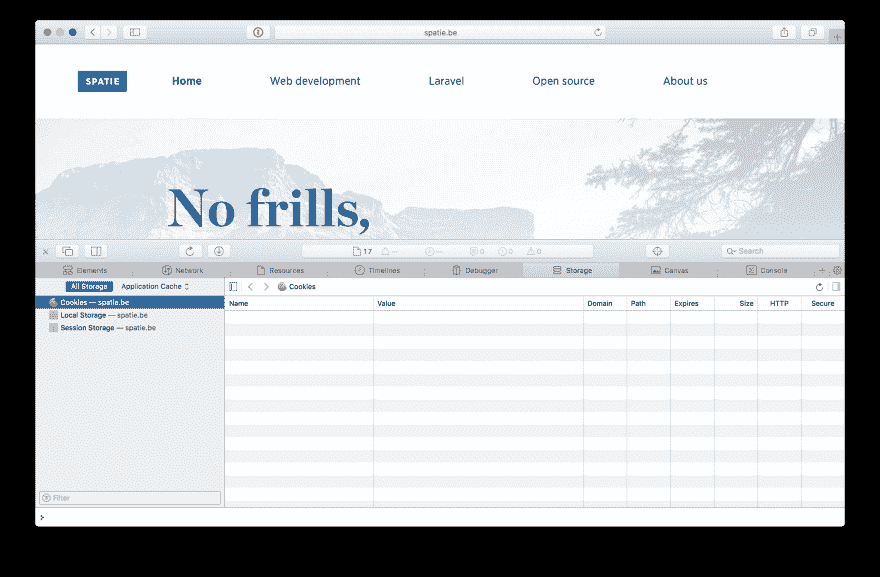 spatie.be
SPATIE Home Web development Laravel Open source About us
No frills,
17 0 0 0 Search
Elements Network Resources Timelines Debugger Storage Canvas Console
All Storage Application Cache Cookies
Cookies — spatie.be Name Value Domain Path Expires Size HTTP Secure
Local Storage — spatie.be
Session Storage — spatie.be
Filter